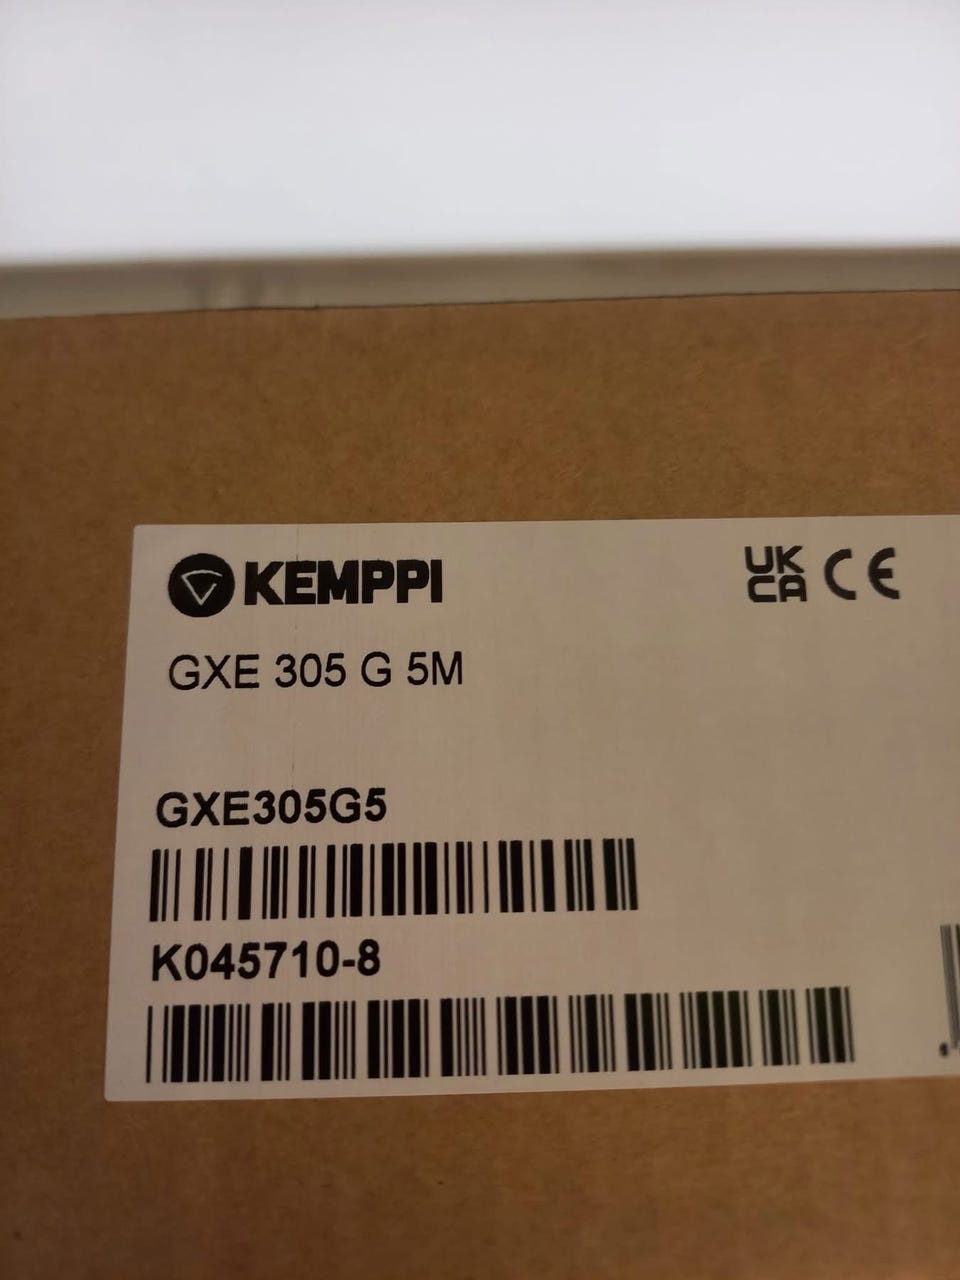 KEMPPI
UK
CA CE
GXE 305 G 5M
GXE305G5
K045710-8